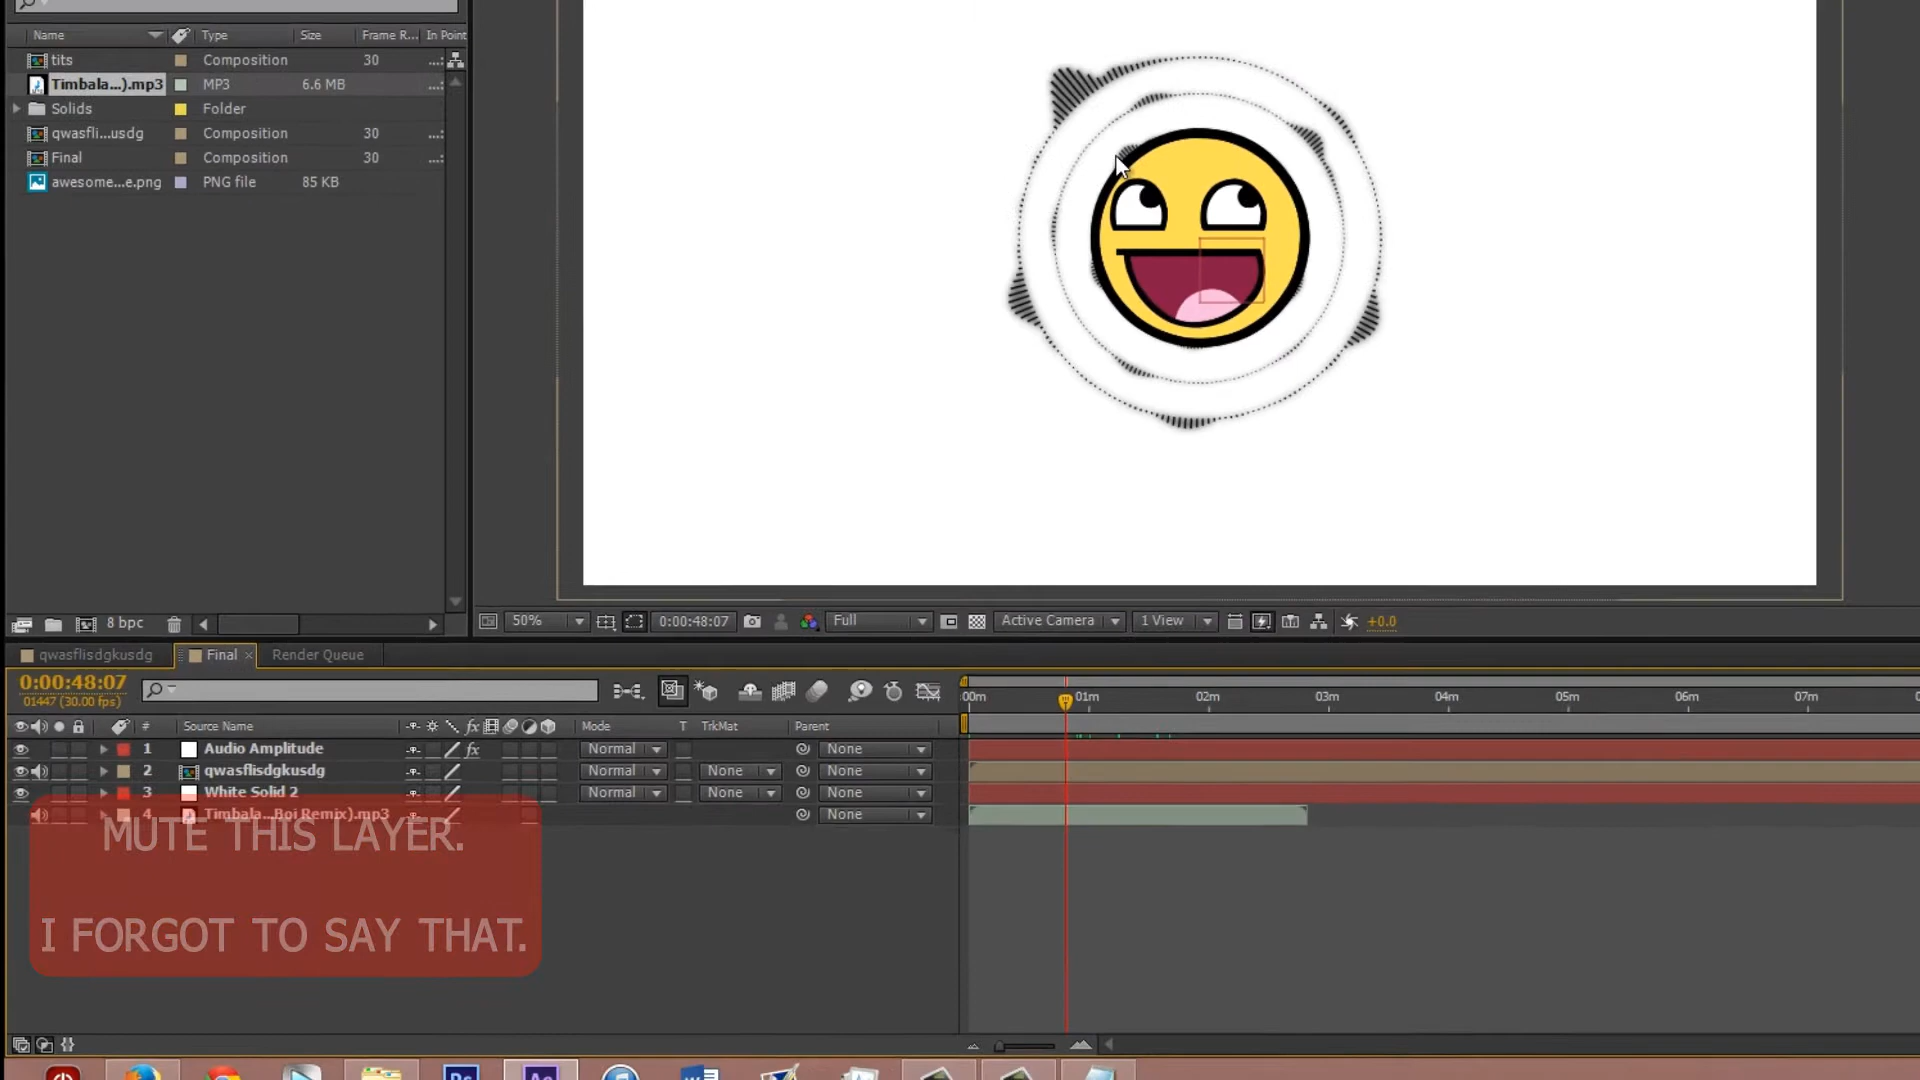 Name Type Size Frame R... In Point
tits Composition 30 ...:
Timbala...).mp3 MP3 6.6 MB ...:
Solids Folder
qwasfli...usdg Composition 30 ...:
Final Composition 30 ...:
awesome...e.png PNG file 85 KB
8 bpc
50% 0:00:48:07 Full Active Camera 1 View +0.0
qwasflisdgkusdg Final × Render Queue
0:00:48:07
01447 (30.00 fps)
:00m 01m 02m 03m 04m 05m 06m 07m
# Source Name fx Mode T TrkMat Parent
1 Audio Amplitude fx Normal None
2 qwasflisdgkusdg Normal None None
3 White Solid 2 Normal None None
4 Timbala...Boi Remix).mp3 None
MUTE THIS LAYER.
I FORGOT TO SAY THAT.
Ps Ae